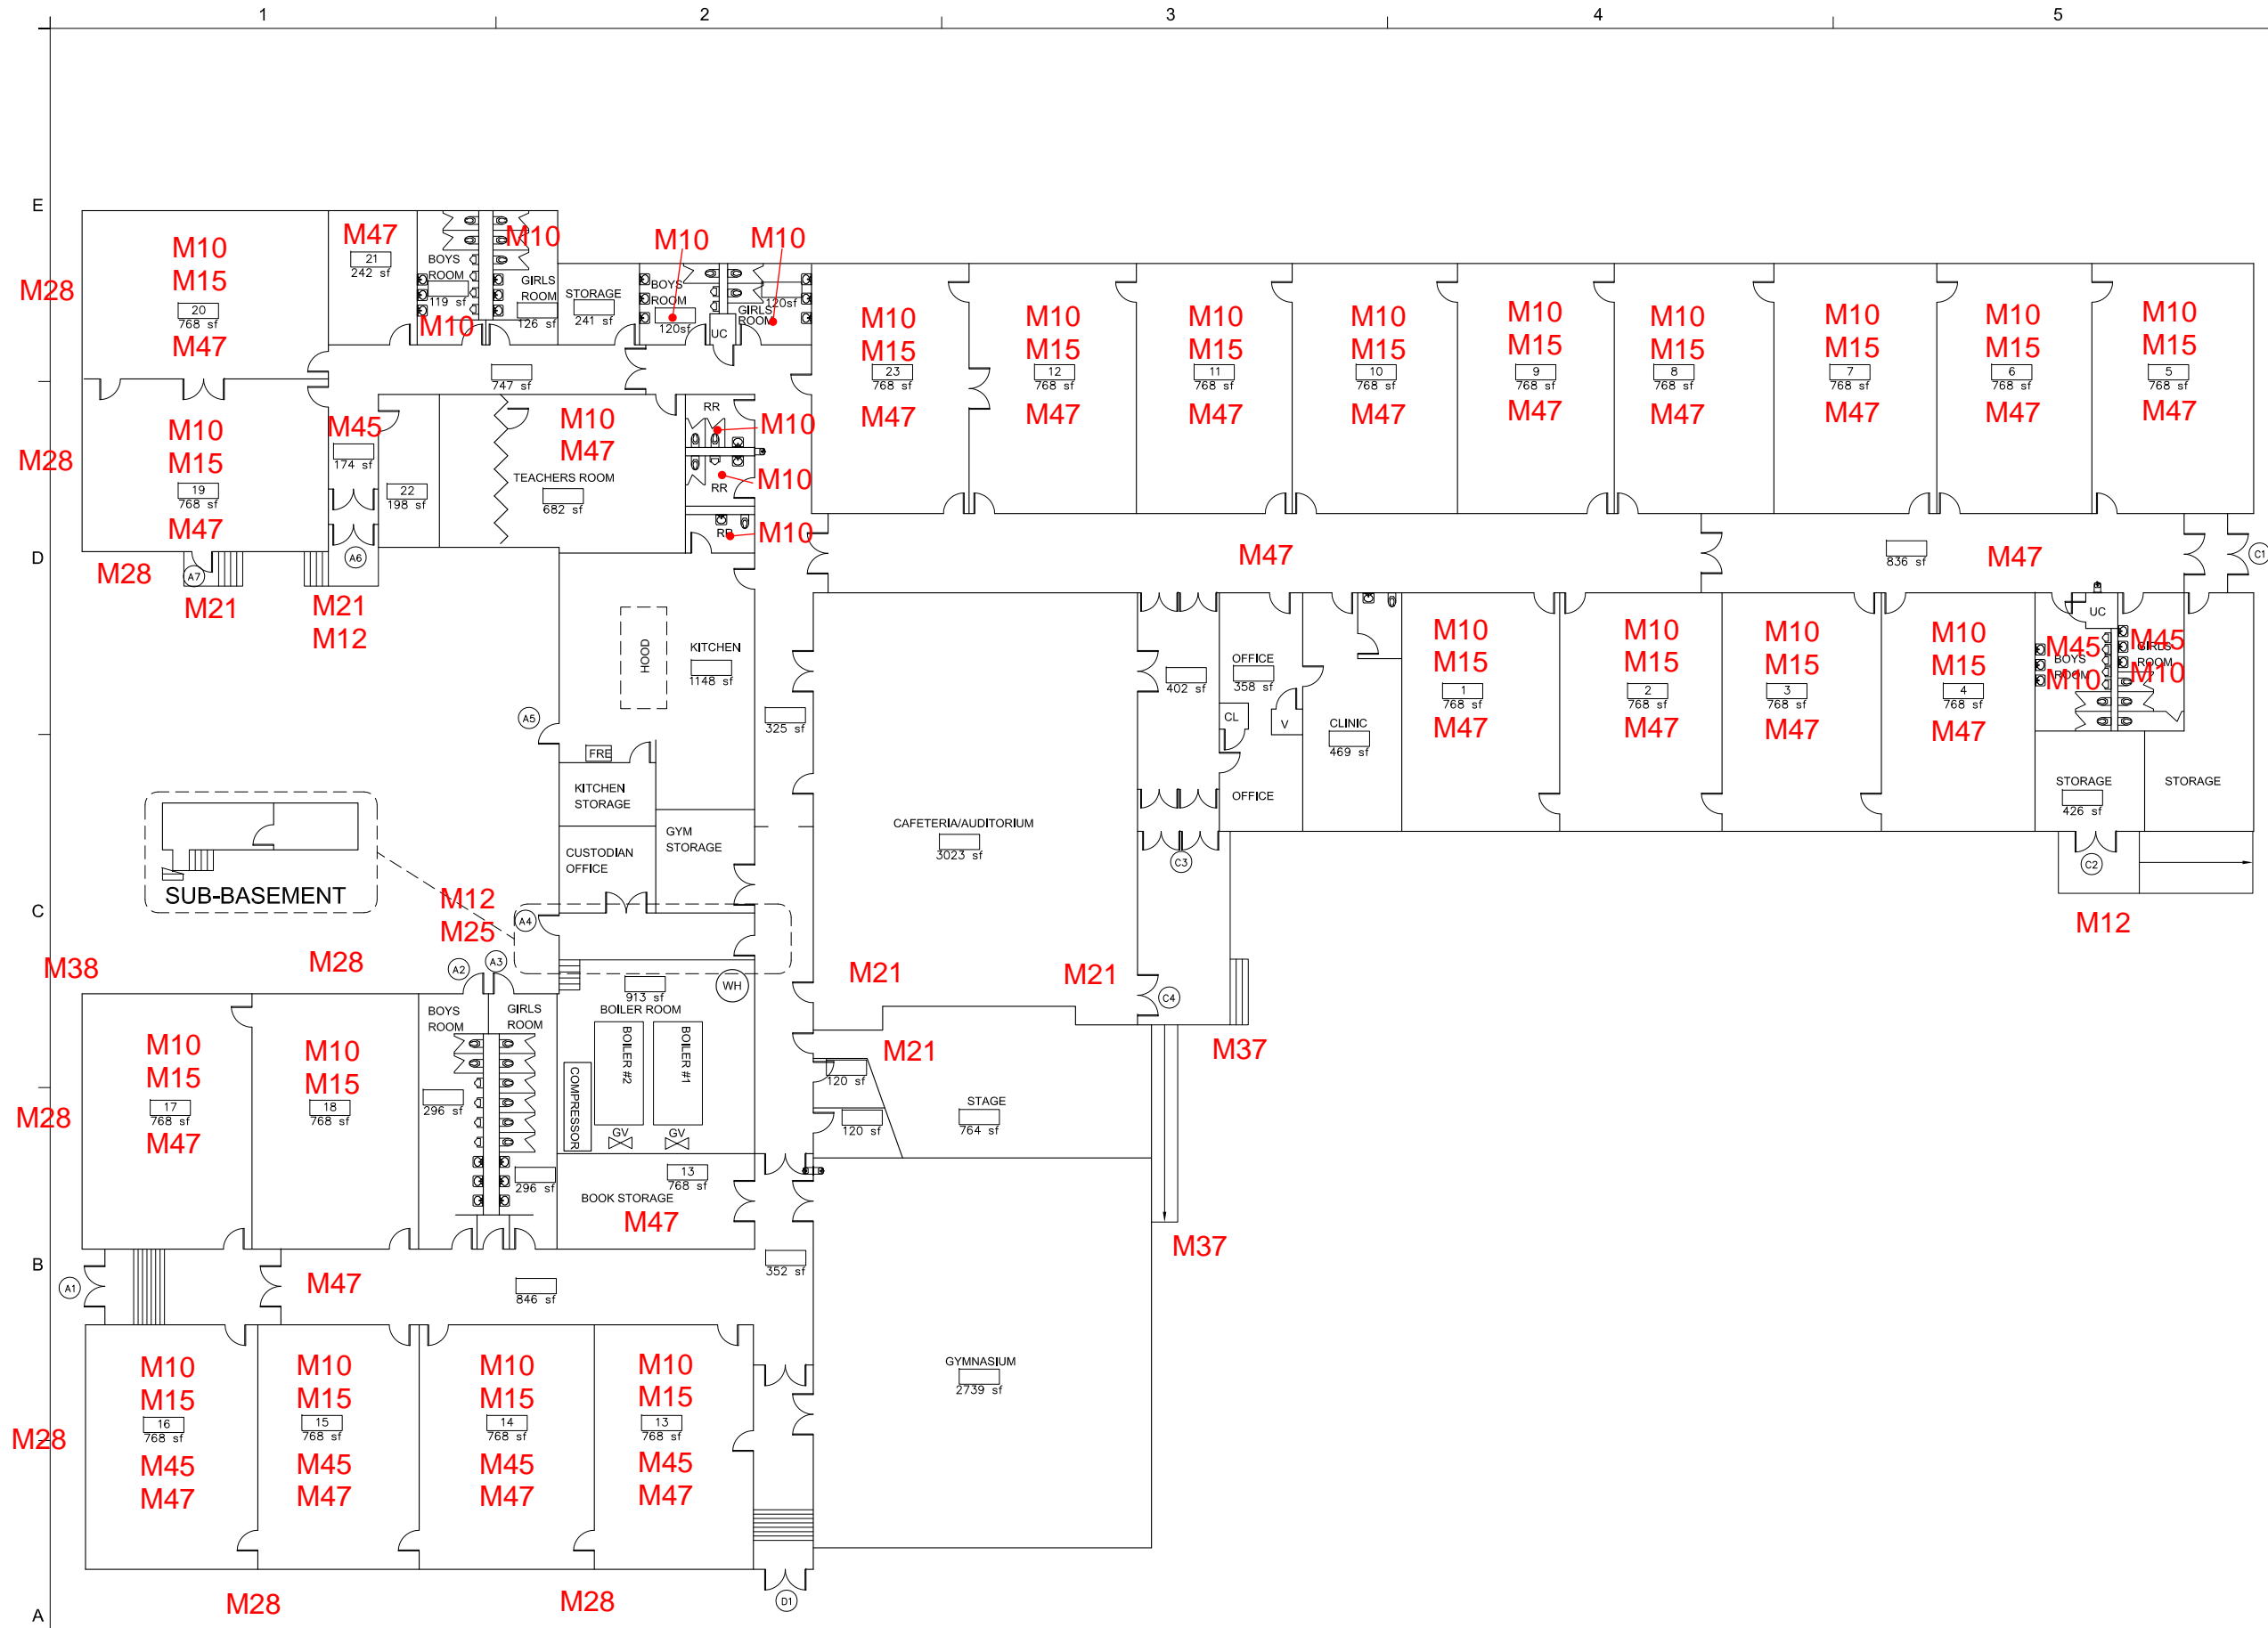 1 2 3 4 5
E
M10
M15
20
768 sf
M47
M28
M47
21
242 sf
BOYS
ROOM
119 sf
M10
M10
GIRLS
ROOM
126 sf
STORAGE
241 sf
M10
BOYS
ROOM
120sf
UC
M10
120sf
GIRLS
ROOM
747 sf
M10
M15
23
768 sf
M47
M10
M15
12
768 sf
M47
M10
M15
11
768 sf
M47
M10
M15
10
768 sf
M47
M10
M15
9
768 sf
M47
M10
M15
8
768 sf
M47
M10
M15
7
768 sf
M47
M10
M15
6
768 sf
M47
M10
M15
5
768 sf
M47
M28
M10
M15
19
768 sf
M47
M45
174 sf
22
198 sf
M10
M47
TEACHERS ROOM
682 sf
RR
M10
M10
RR
RR
M10
D
M28
A7
M21
A6
M21
M12
M47
836 sf
M47
C1
HOOD
KITCHEN
1148 sf
A5
FRE
325 sf
KITCHEN
STORAGE
GYM
STORAGE
CUSTODIAN
OFFICE
CAFETERIA/AUDITORIUM
3023 sf
402 sf
OFFICE
358 sf
CL
V
OFFICE
CLINIC
469 sf
C3
M10
M15
1
768 sf
M47
M10
M15
2
768 sf
M47
M10
M15
3
768 sf
M47
M10
M15
4
768 sf
M47
UC
M45
BOYS
M10
ROOM
M45
GIRLS
ROOM
M10
STORAGE
426 sf
STORAGE
C2
M12
SUB-BASEMENT
C
M12
M25
A4
A3
A2
M38
M28
M21
M21
C4
M21
M37
M10
M15
17
768 sf
M47
M28
M10
M15
18
768 sf
BOYS
ROOM
296 sf
GIRLS
ROOM
296 sf
913 sf
BOILER ROOM
WH
BOILER #2
BOILER #1
COMPRESSOR
GV
GV
13
768 sf
BOOK STORAGE
M47
120 sf
120 sf
STAGE
764 sf
M37
B
A1
M47
846 sf
352 sf
M10
M15
16
768 sf
M45
M47
M28
M10
M15
15
768 sf
M45
M47
M10
M15
14
768 sf
M45
M47
M10
M15
13
768 sf
M45
M47
GYMNASIUM
2739 sf
M28
M28
D1
A